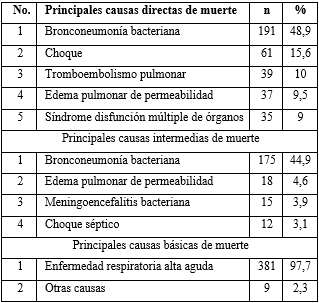 No. Principales causas directas de muerte n %
1 Bronconeumonía bacteriana 191 48,9
2 Choque 61 15,6
3 Tromboembolismo pulmonar 39 10
4 Edema pulmonar de permeabilidad 37 9,5
5 Síndrome disfunción múltiple de órganos 35 9
Principales causas intermedias de muerte
1 Bronconeumonía bacteriana 175 44,9
2 Edema pulmonar de permeabilidad 18 4,6
3 Meningoencefalitis bacteriana 15 3,9
4 Choque séptico 12 3,1
Principales causas básicas de muerte
1 Enfermedad respiratoria alta aguda 381 97,7
2 Otras causas 9 2,3